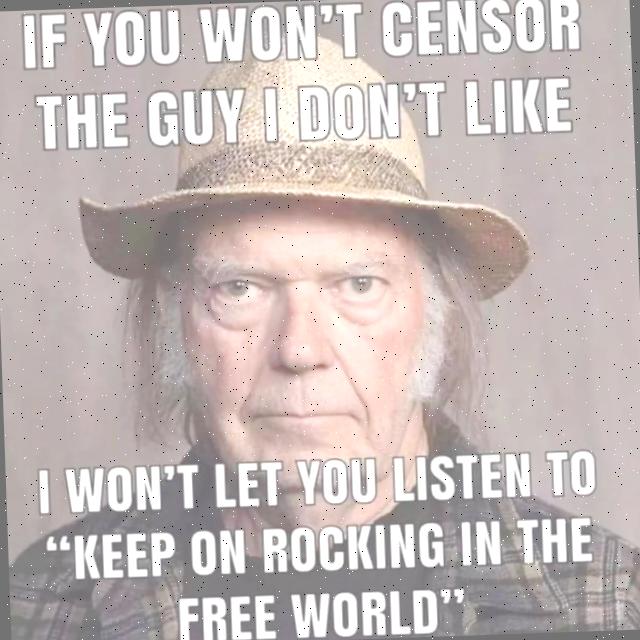 IF YOU WON'T CENSOR
THE GUY I DON'T LIKE
I WON'T LET YOU LISTEN TO
“KEEP ON ROCKING IN THE
FREE WORLD”